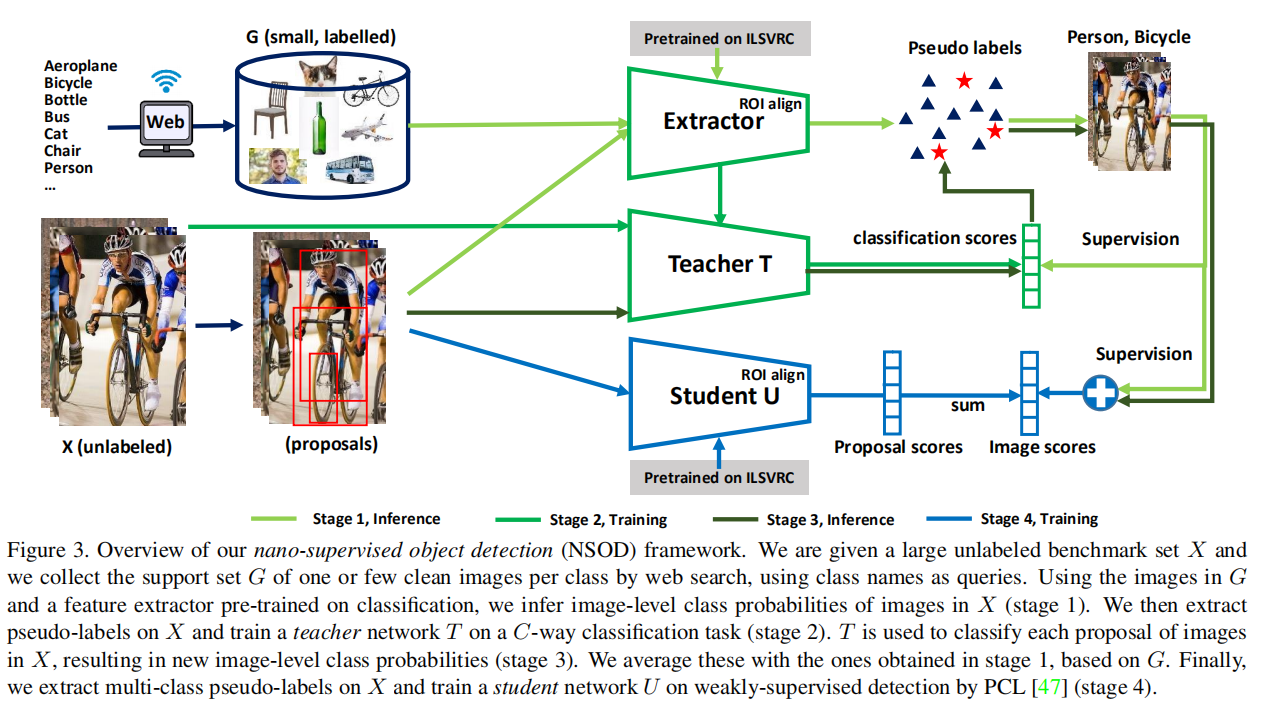 G (small, labelled)
Pretrained on ILSVRC
Pseudo labels
Person, Bicycle
Aeroplane
Bicycle
Bottle
Bus
Cat
Chair
Person
...
Web
ROI align
Extractor
Teacher T
classification scores
Supervision
ROI align
Student U
Supervision
sum
X (unlabeled)
(proposals)
Proposal scores
Image scores
Pretrained on ILSVRC
Stage 1, Inference
Stage 2, Training
Stage 3, Inference
Stage 4, Training
Figure 3. Overview of our nano-supervised object detection (NSOD) framework. We are given a large unlabeled benchmark set X and
we collect the support set G of one or few clean images per class by web search, using class names as queries. Using the images in G
and a feature extractor pre-trained on classification, we infer image-level class probabilities of images in X (stage 1). We then extract
pseudo-labels on X and train a teacher network T on a C-way classification task (stage 2). T is used to classify each proposal of images
in X, resulting in new image-level class probabilities (stage 3). We average these with the ones obtained in stage 1, based on G. Finally,
we extract multi-class pseudo-labels on X and train a student network U on weakly-supervised detection by PCL [47] (stage 4).